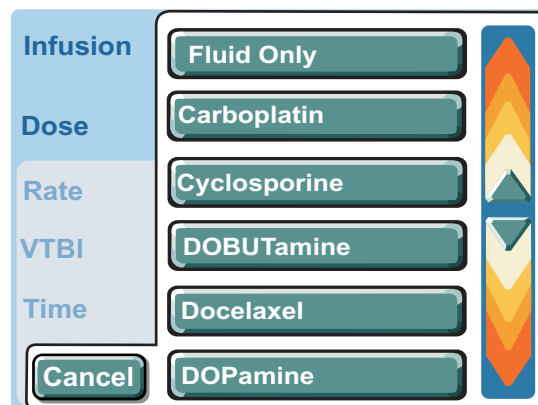 Infusion
Dose
Rate
VTBI
Time
Cancel
Fluid Only
Carboplatin
Cyclosporine
DOBUTamine
Docelaxel
DOPamine